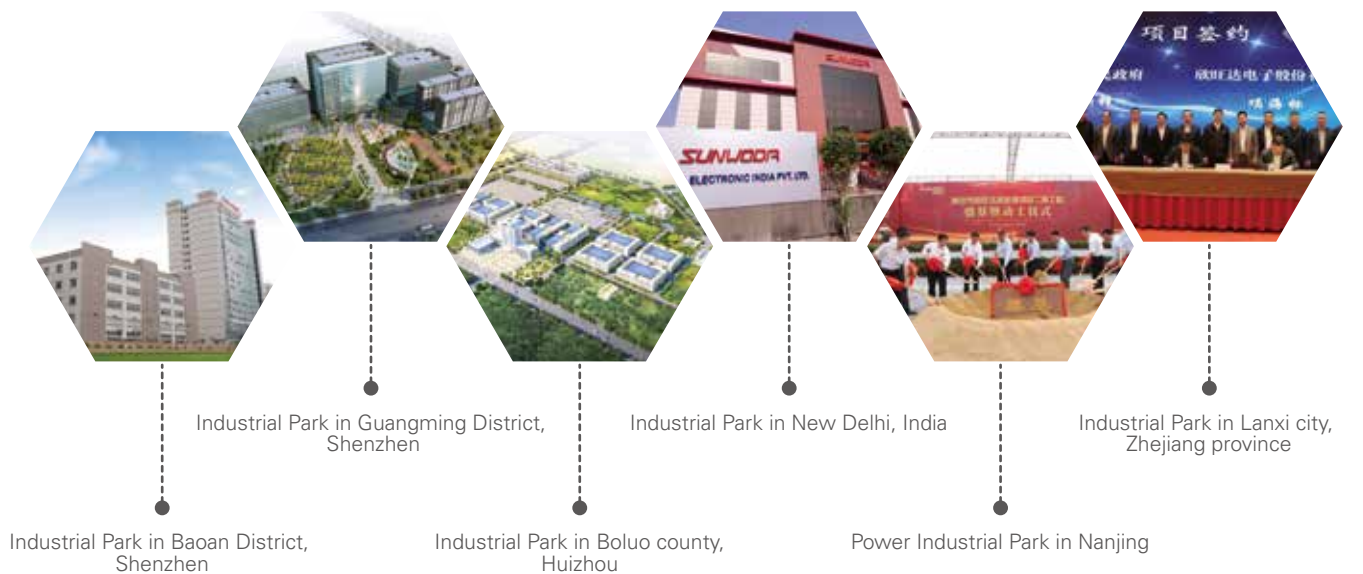 项目签约
政府
欣旺达电子股份
SUNWODA
SUNWODA
ELECTRONIC INDIA PVT. LTD.
Industrial Park in Guangming District,
Shenzhen
Industrial Park in New Delhi, India
Industrial Park in Lanxi city,
Zhejiang province
Industrial Park in Baoan District,
Shenzhen
Industrial Park in Boluo county,
Huizhou
Power Industrial Park in Nanjing